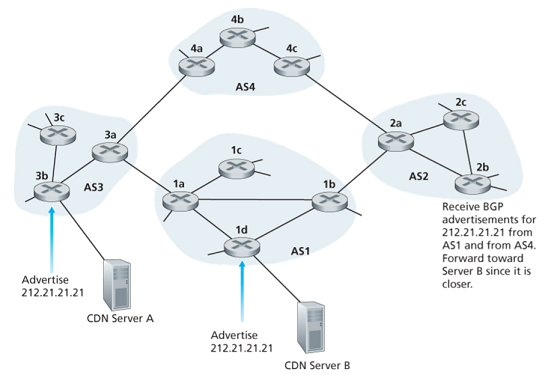 4b
4a
4c
AS4
3c
3a
2c
2a
1c
3b
AS3
1a
1b
AS2
2b
1d
AS1
Receive BGP
advertisements for
212.21.21.21 from
AS1 and from AS4.
Forward toward
Server B since it is
closer.
Advertise
212.21.21.21
CDN Server A
Advertise
212.21.21.21
CDN Server B